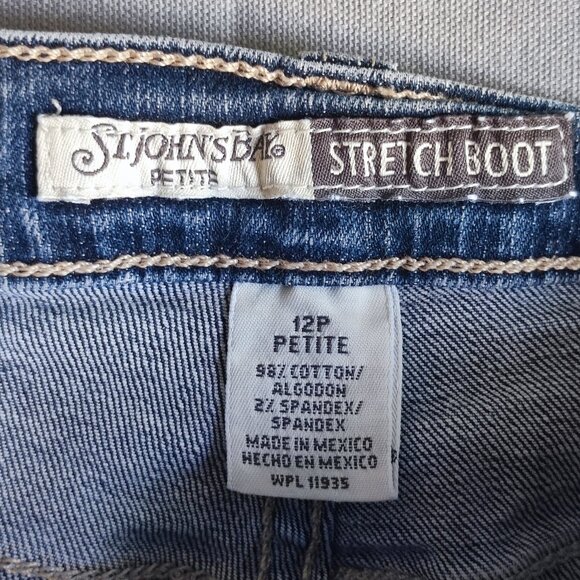 ST. JOHN'S BAY®
PETITE
STRETCH BOOT
12P
PETITE
98% COTTON/
ALGODON
2% SPANDEX/
SPANDEX
MADE IN MEXICO
HECHO EN MEXICO
WPL 11935